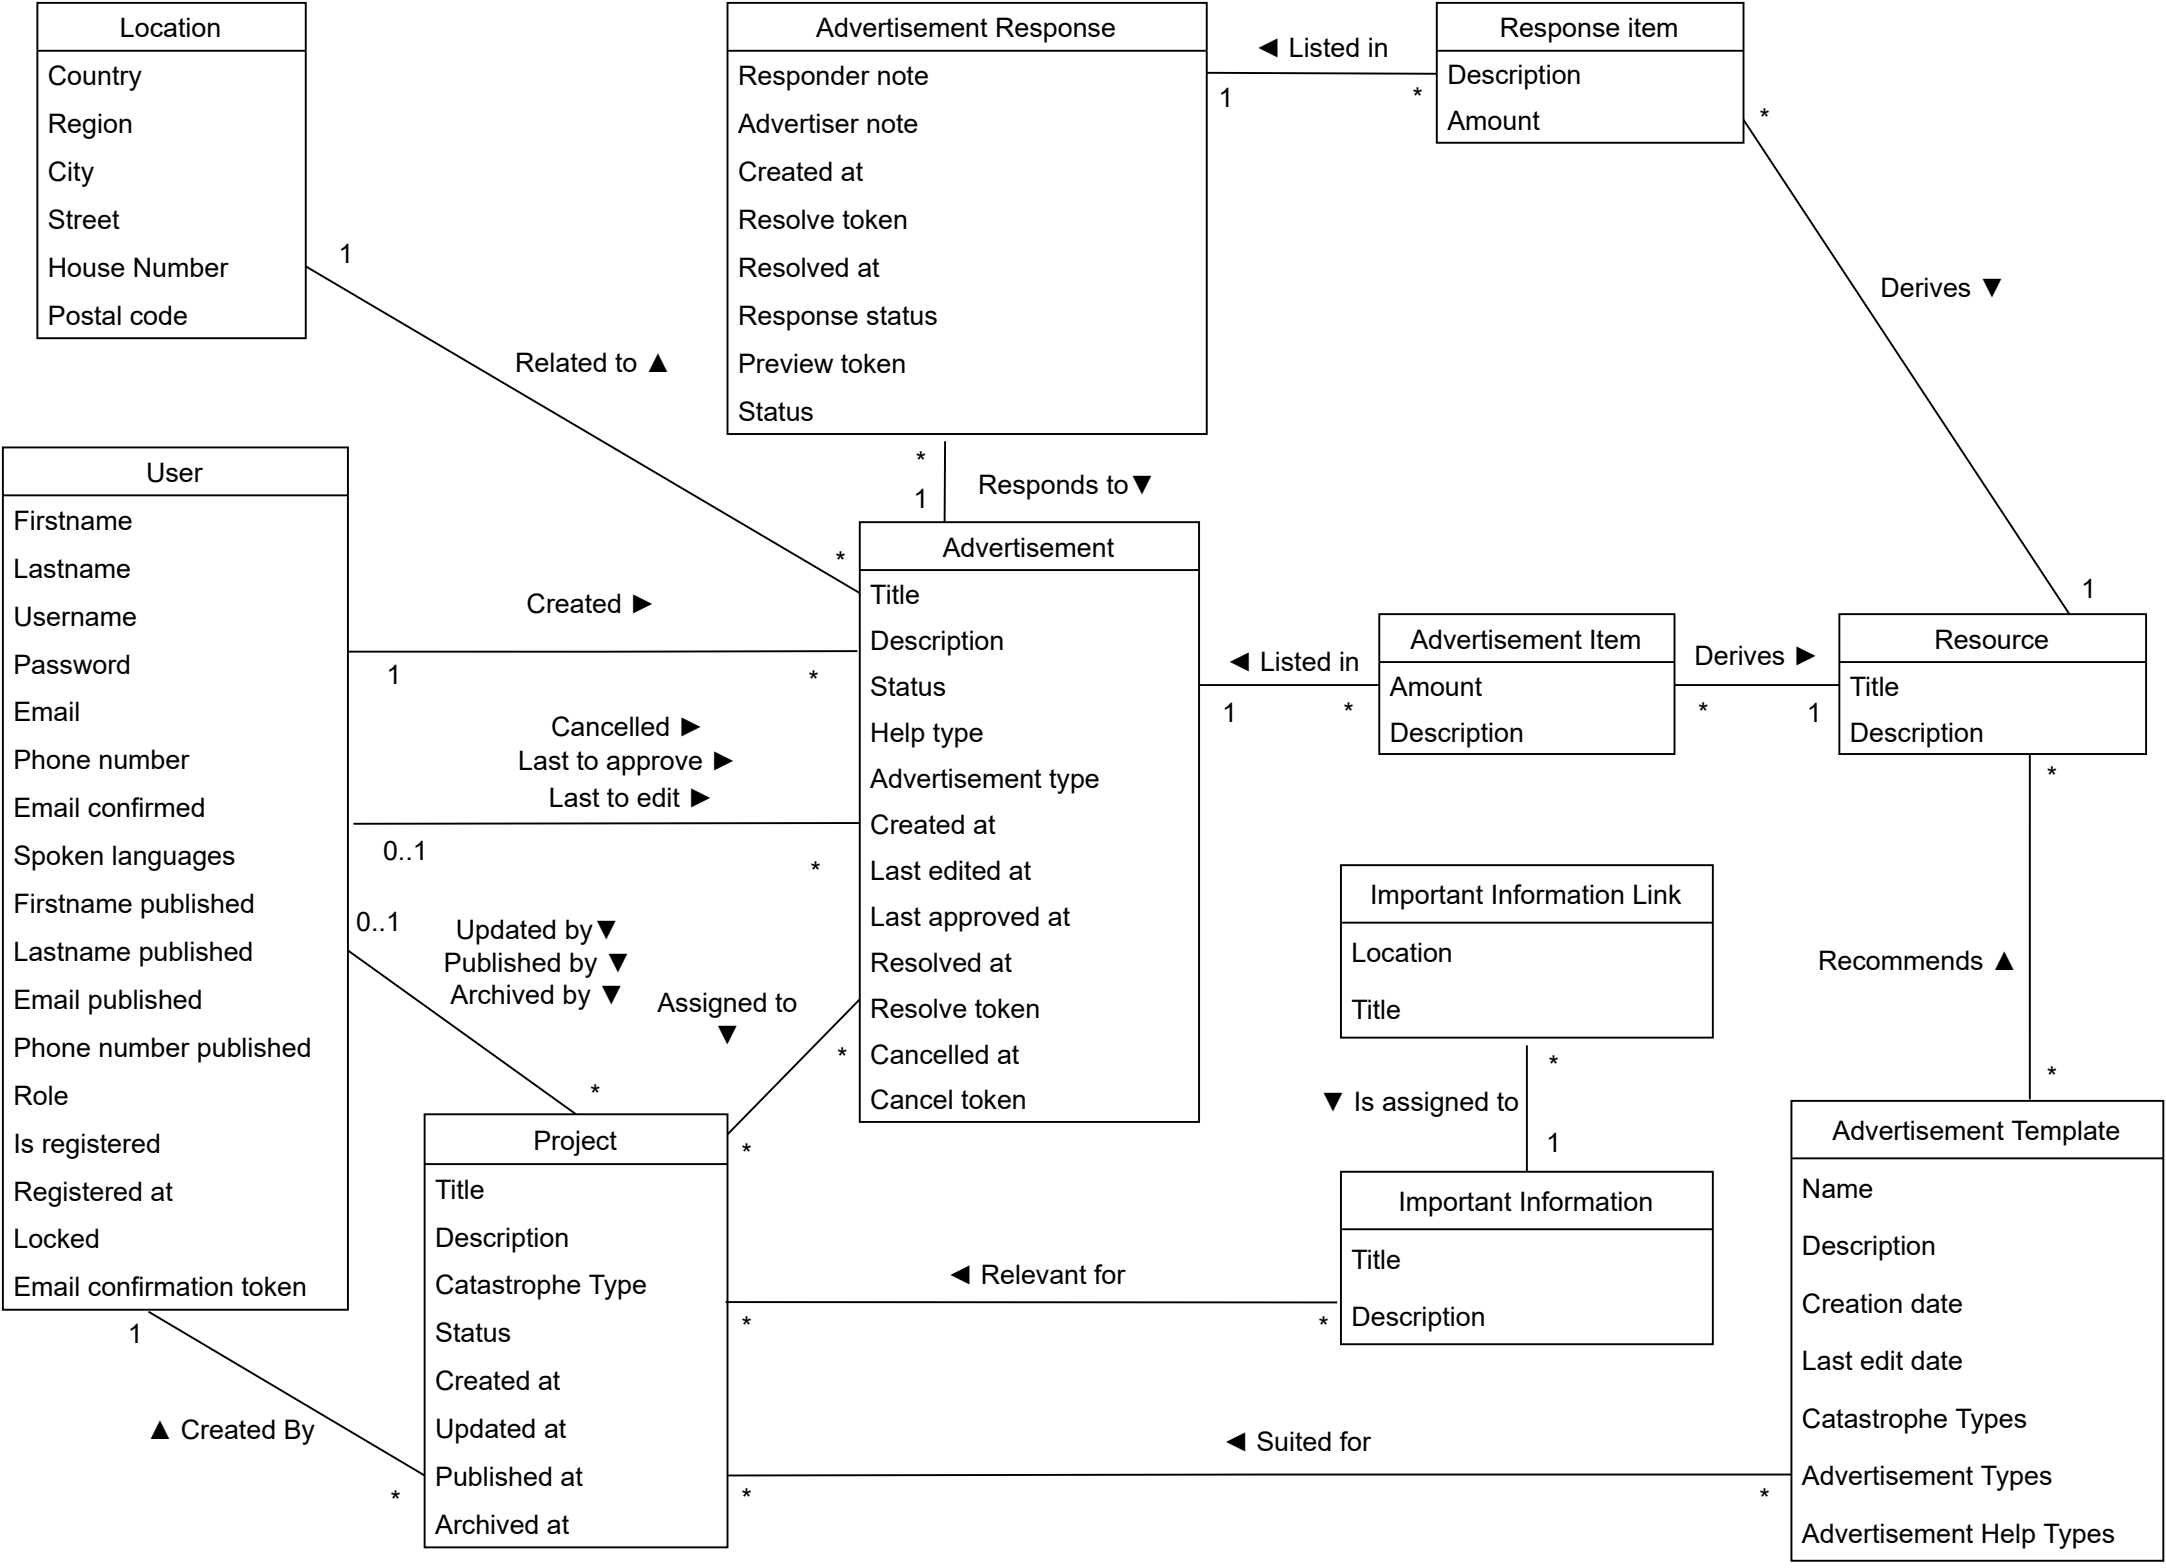 Location
Country
Region
City
Street
House Number
Postal code
Advertisement Response
Responder note
Advertiser note
Created at
Resolve token
Resolved at
Response status
Preview token
Status
◄ Listed in
1
*
Response item
Description
Amount
*
Derives ▼
1
1
Related to ▲
*
*
1
Responds to▼
User
Firstname
Lastname
Username
Password
Email
Phone number
Email confirmed
Spoken languages
Firstname published
Lastname published
Email published
Phone number published
Role
Is registered
Registered at
Locked
Email confirmation token
Created ►
1
*
Cancelled ►
Last to approve ►
Last to edit ►
0..1
*
0..1
Updated by▼
Published by ▼
Archived by ▼
*
Assigned to
▼
*
*
Advertisement
Title
Description
Status
Help type
Advertisement type
Created at
Last edited at
Last approved at
Resolved at
Resolve token
Cancelled at
Cancel token
◄ Listed in
1
*
Advertisement Item
Amount
Description
Derives ►
*
1
Resource
Title
Description
*
Recommends ▲
*
Important Information Link
Location
Title
*
▼ Is assigned to
1
Important Information
Title
Description
Project
Title
Description
Catastrophe Type
Status
Created at
Updated at
Published at
Archived at
◄ Relevant for
*
*
1
▲ Created By
*
◄ Suited for
*
*
Advertisement Template
Name
Description
Creation date
Last edit date
Catastrophe Types
Advertisement Types
Advertisement Help Types